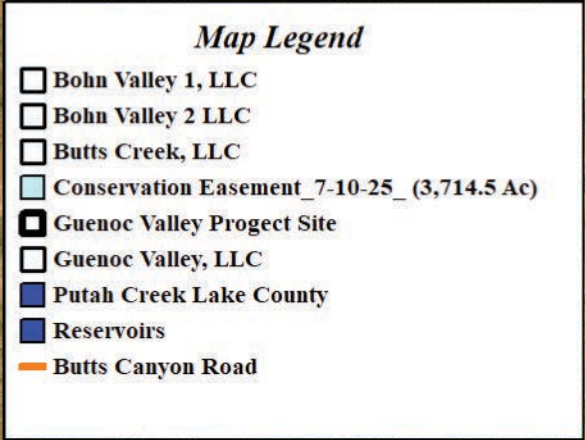 Map Legend
Bohn Valley 1, LLC
Bohn Valley 2 LLC
Butts Creek, LLC
Conservation Easement_7-10-25_ (3,714.5 Ac)
Guenoc Valley Progect Site
Guenoc Valley, LLC
Putah Creek Lake County
Reservoirs
Butts Canyon Road